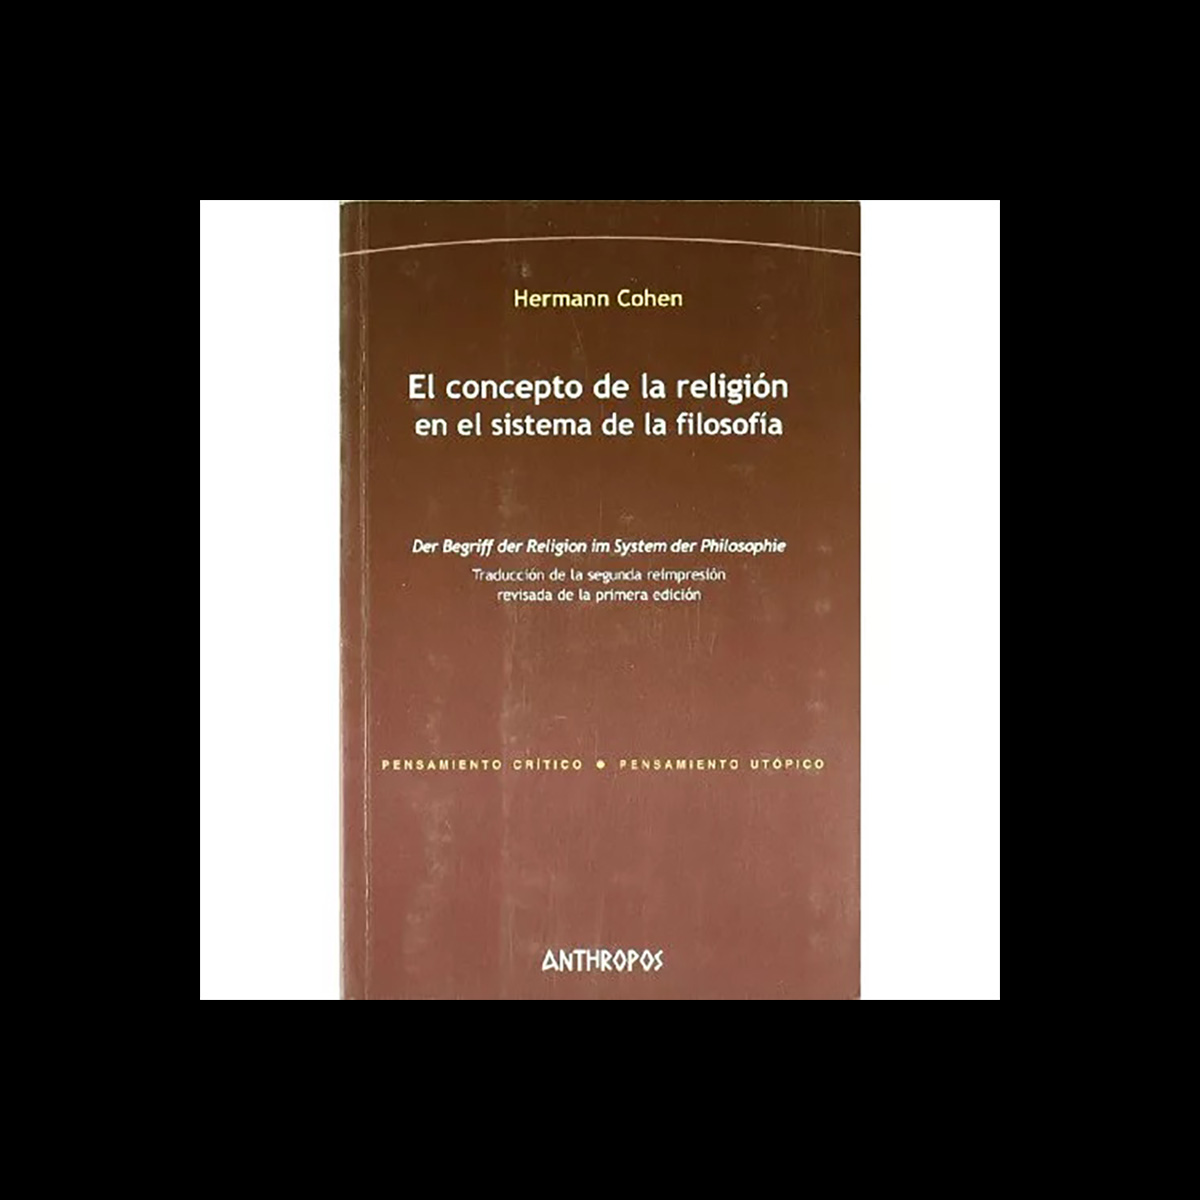 Hermann Cohen
El concepto de la religión
en el sistema de la filosofía
Der Begriff der Religion im System der Philosophie
Traducción de la segunda reimpresión
revisada de la primera edición
PENSAMIENTO CRÍTICO • PENSAMIENTO UTÓPICO
ANTHROPOS